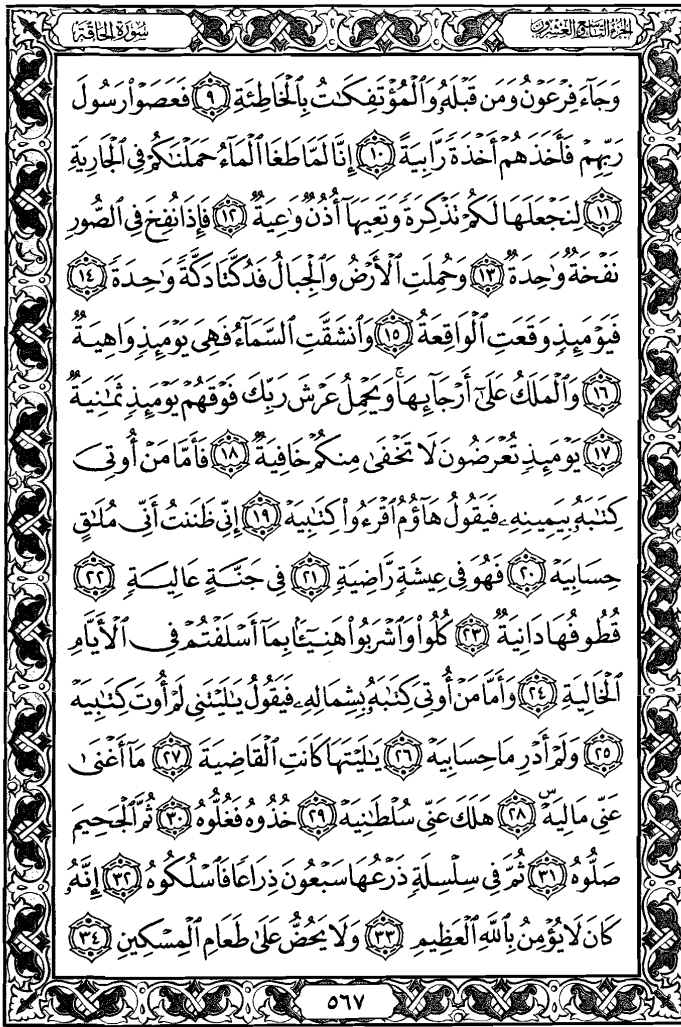 سُورَةُ الحَاقَّةِ
الجزء التاسع والعشرون
وَجَآءَ فِرۡعَوۡنُ وَمَن قَبۡلَهُۥ وَٱلۡمُؤۡتَفِكَٰتُ بِٱلۡخَاطِئَةِ ٩ فَعَصَوۡاْ رَسُولَ
رَبِّهِمۡ فَأَخَذَهُمۡ أَخۡذَةٗ رَّابِيَةً ١٠ إِنَّا لَمَّا طَغَا ٱلۡمَآءُ حَمَلۡنَٰكُمۡ فِي ٱلۡجَارِيَةِ
١١ لِنَجۡعَلَهَا لَكُمۡ تَذۡكِرَةٗ وَتَعِيَهَآ أُذُنٞ وَٰعِيَةٞ ١٢ فَإِذَا نُفِخَ فِي ٱلصُّورِ
نَفۡخَةٞ وَٰحِدَةٞ ١٣ وَحُمِلَتِ ٱلۡأَرۡضُ وَٱلۡجِبَالُ فَدُكَّتَا دَكَّةٗ وَٰحِدَةٗ ١٤
فَيَوۡمَئِذٖ وَقَعَتِ ٱلۡوَاقِعَةُ ١٥ وَٱنشَقَّتِ ٱلسَّمَآءُ فَهِيَ يَوۡمَئِذٖ وَاهِيَةٞ
١٦ وَٱلۡمَلَكُ عَلَىٰٓ أَرۡجَآئِهَاۚ وَيَحۡمِلُ عَرۡشَ رَبِّكَ فَوۡقَهُمۡ يَوۡمَئِذٖ ثَمَٰنِيَةٞ
١٧ يَوۡمَئِذٖ تُعۡرَضُونَ لَا تَخۡفَىٰ مِنكُمۡ خَافِيَةٞ ١٨ فَأَمَّا مَنۡ أُوتِيَ
كِتَٰبَهُۥ بِيَمِينِهِۦ فَيَقُولُ هَآؤُمُ ٱقۡرَءُواْ كِتَٰبِيَهۡ ١٩ إِنِّي ظَنَنتُ أَنِّي مُلَٰقٍ
حِسَابِيَهۡ ٢٠ فَهُوَ فِي عِيشَةٖ رَّاضِيَةٖ ٢١ فِي جَنَّةٍ عَالِيَةٖ ٢٢
قُطُوفُهَا دَانِيَةٞ ٢٣ كُلُواْ وَٱشۡرَبُواْ هَنِيٓـَٔۢا بِمَآ أَسۡلَفۡتُمۡ فِي ٱلۡأَيَّامِ
ٱلۡخَالِيَةِ ٢٤ وَأَمَّا مَنۡ أُوتِيَ كِتَٰبَهُۥ بِشِمَالِهِۦ فَيَقُولُ يَٰلَيۡتَنِي لَمۡ أُوتَ كِتَٰبِيَهۡ
٢٥ وَلَمۡ أَدۡرِ مَا حِسَابِيَهۡ ٢٦ يَٰلَيۡتَهَا كَانَتِ ٱلۡقَاضِيَةَ ٢٧ مَآ أَغۡنَىٰ
عَنِّي مَالِيَهۡۜ ٢٨ هَلَكَ عَنِّي سُلۡطَٰنِيَهۡ ٢٩ خُذُوهُ فَغُلُّوهُ ٣٠ ثُمَّ ٱلۡجَحِيمَ
صَلُّوهُ ٣١ ثُمَّ فِي سِلۡسِلَةٖ ذَرۡعُهَا سَبۡعُونَ ذِرَاعٗا فَٱسۡلُكُوهُ ٣٢ إِنَّهُۥ
كَانَ لَا يُؤۡمِنُ بِٱللَّهِ ٱلۡعَظِيمِ ٣٣ وَلَا يَحُضُّ عَلَىٰ طَعَامِ ٱلۡمِسۡكِينِ ٣٤
٥٦٧